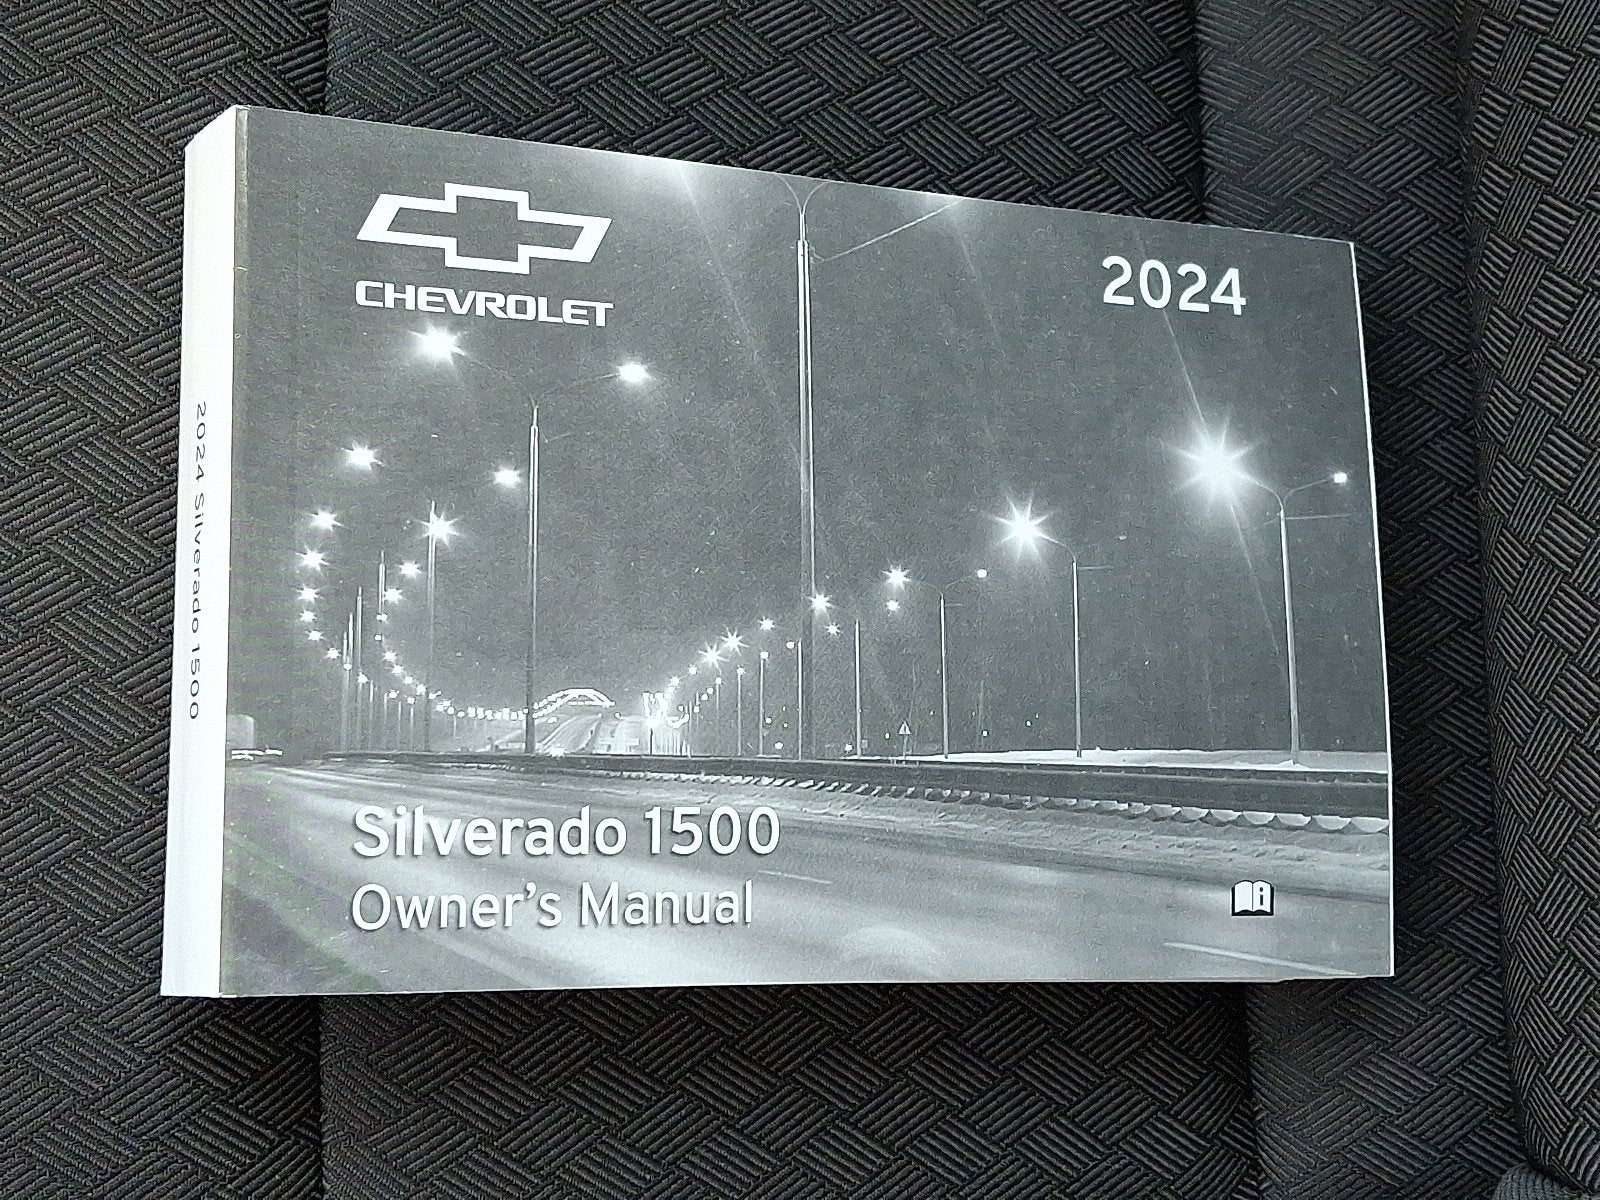 CHEVROLET
2024
Silverado 1500
Owner's Manual
2024 Silverado 1500